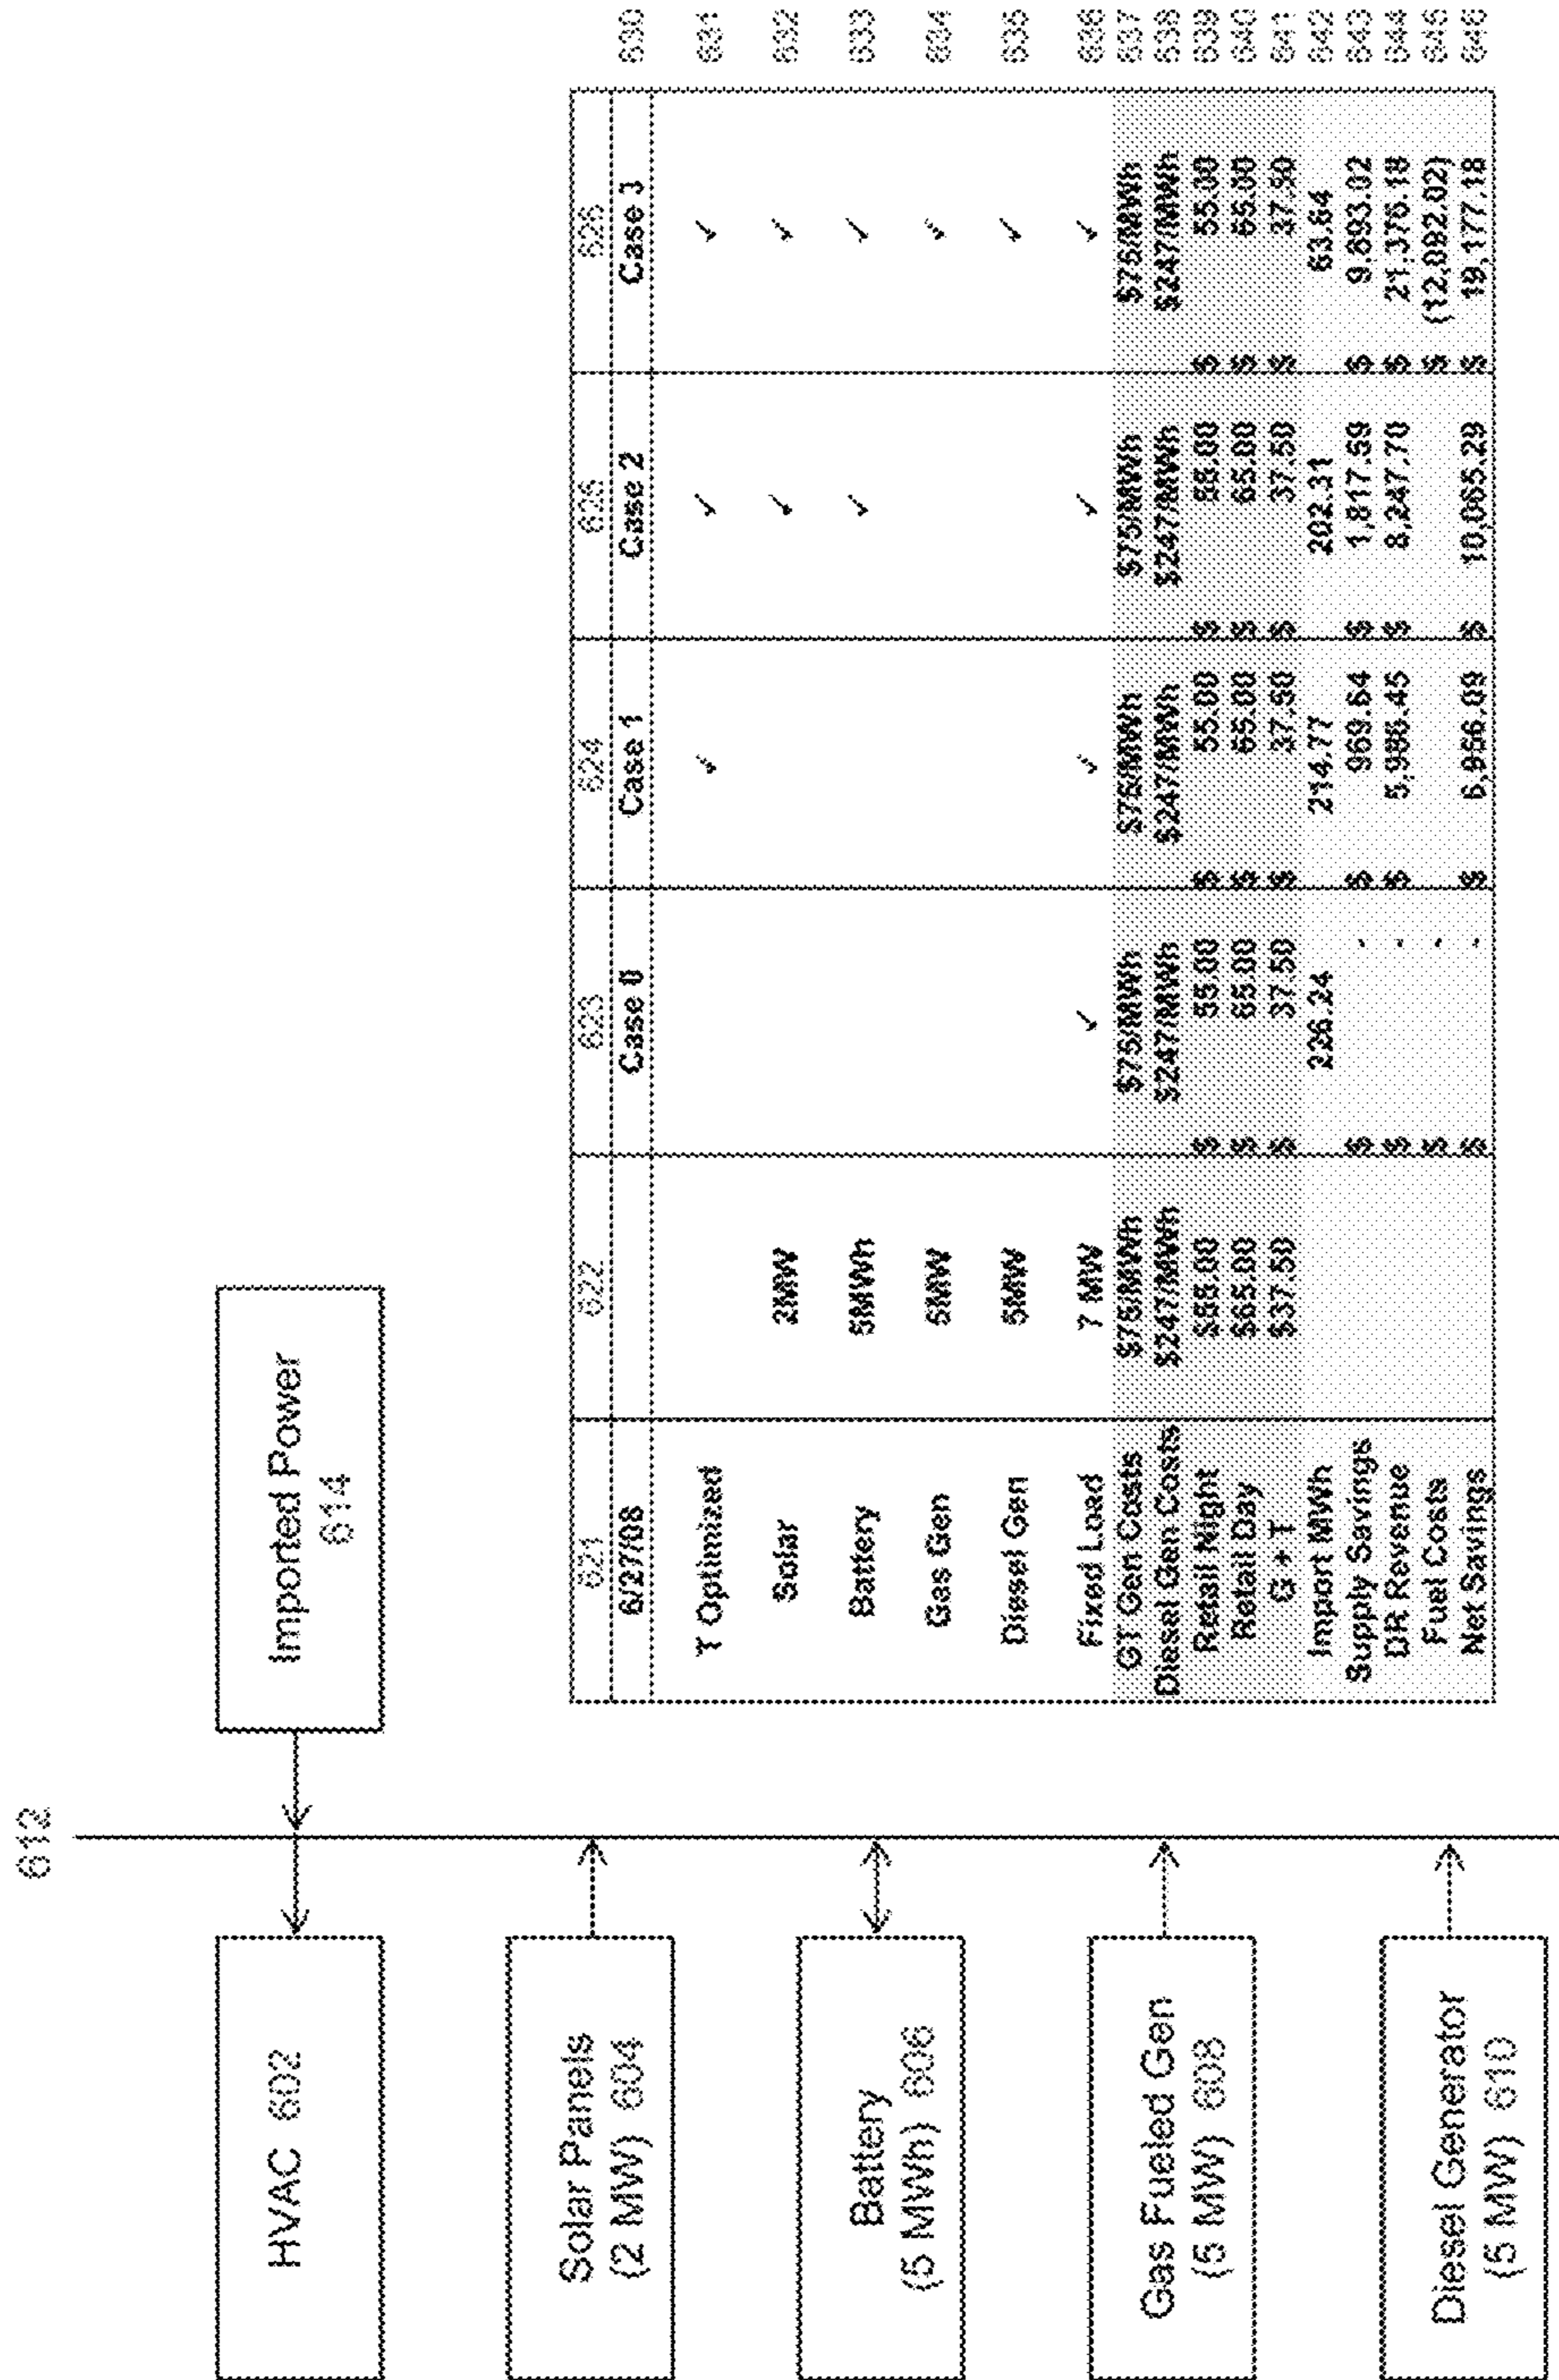 612
HVAC 602
Imported Power
614
Solar Panels
(2 MW) 604
Battery
(5 MWh) 606
Gas Fueled Gen
(5 MW) 608
Diesel Generator
(5 MW) 610
621 622 623 624 625 626
6/27/08 Case 0 Case 1 Case 2 Case 3 630
T Optimized ✓ ✓ ✓ 631
Solar 2MW ✓ ✓ 632
Battery 5MWh ✓ ✓ 633
Gas Gen 5MW ✓ 634
Diesel Gen 5MW ✓ 635
Fixed Load 7 MW ✓ ✓ ✓ ✓ 636
GT Gen Costs $75/MWh $75/MWh $75/MWh $75/MWh $75/MWh 637
Diesel Gen Costs $247/MWh $247/MWh $247/MWh $247/MWh $247/MWh 638
Retail Night $55.00 $ 55.00 $ 55.00 $ 55.00 $ 55.00 639
Retail Day $65.00 $ 65.00 $ 65.00 $ 65.00 $ 65.00 640
G + T $37.50 $ 37.50 $ 37.50 $ 37.50 $ 37.50 641
Import MWh 226.24 214.77 202.31 63.64 642
Supply Savings $ - $ 969.64 $ 1,817.59 $ 9,893.02 643
DR Revenue $ - $ 5,986.45 $ 8,247.70 $ 21,376.18 644
Fuel Costs $ - $ (12,092.02) 645
Net Savings $ - $ 6,956.09 $ 10,065.29 $ 19,177.18 646